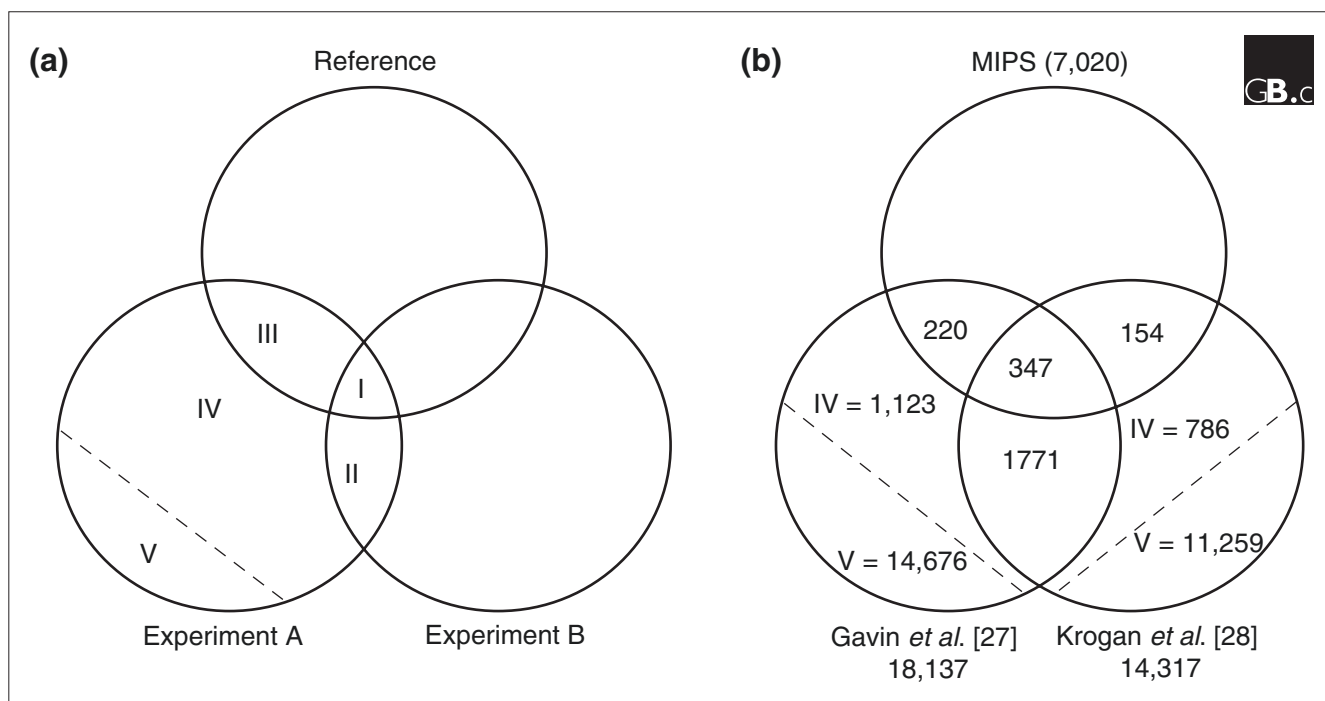 (a)
Reference
III
I
IV
II
V
Experiment A
Experiment B
(b)
MIPS (7,020)
GB.c
220
154
347
IV = 1,123
IV = 786
1771
V = 11,259
V = 14,676
Gavin et al. [27]
18,137
Krogan et al. [28]
14,317